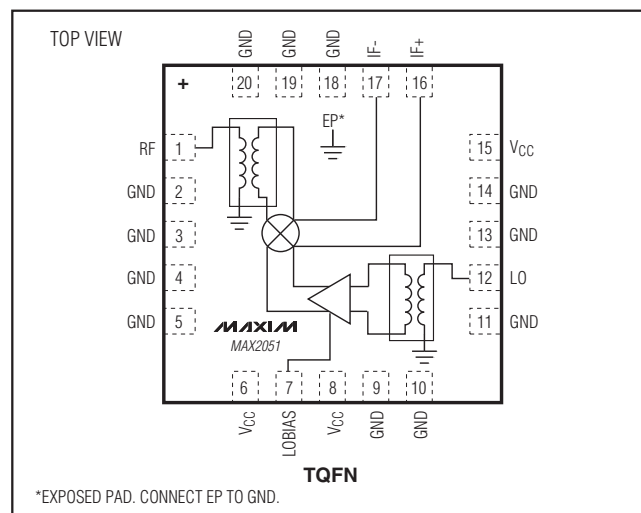 TOP VIEW
GND
GND
GND
IF-
IF+
20
19
18
17
16
+
EP*
RF
1
15
VCC
GND
2
14
GND
GND
3
13
GND
GND
4
12
LO
GND
5
11
GND
MAXIM
MAX2051
6
7
8
9
10
VCC
LOBIAS
VCC
GND
GND
TQFN
*EXPOSED PAD. CONNECT EP TO GND.